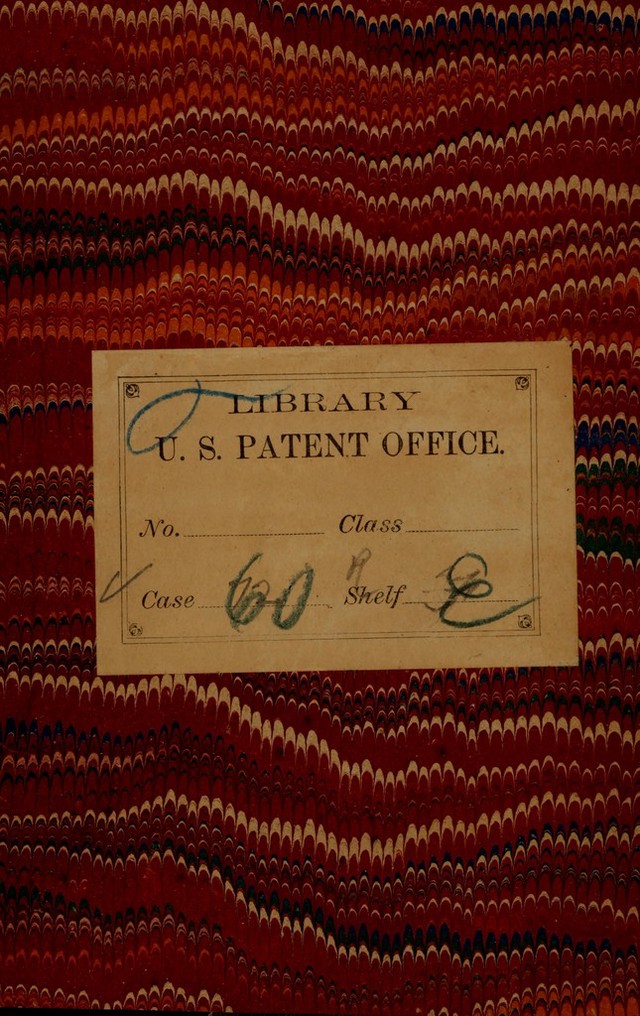 LIBRARY
U. S. PATENT OFFICE.
No. Class
Case 60 Shelf